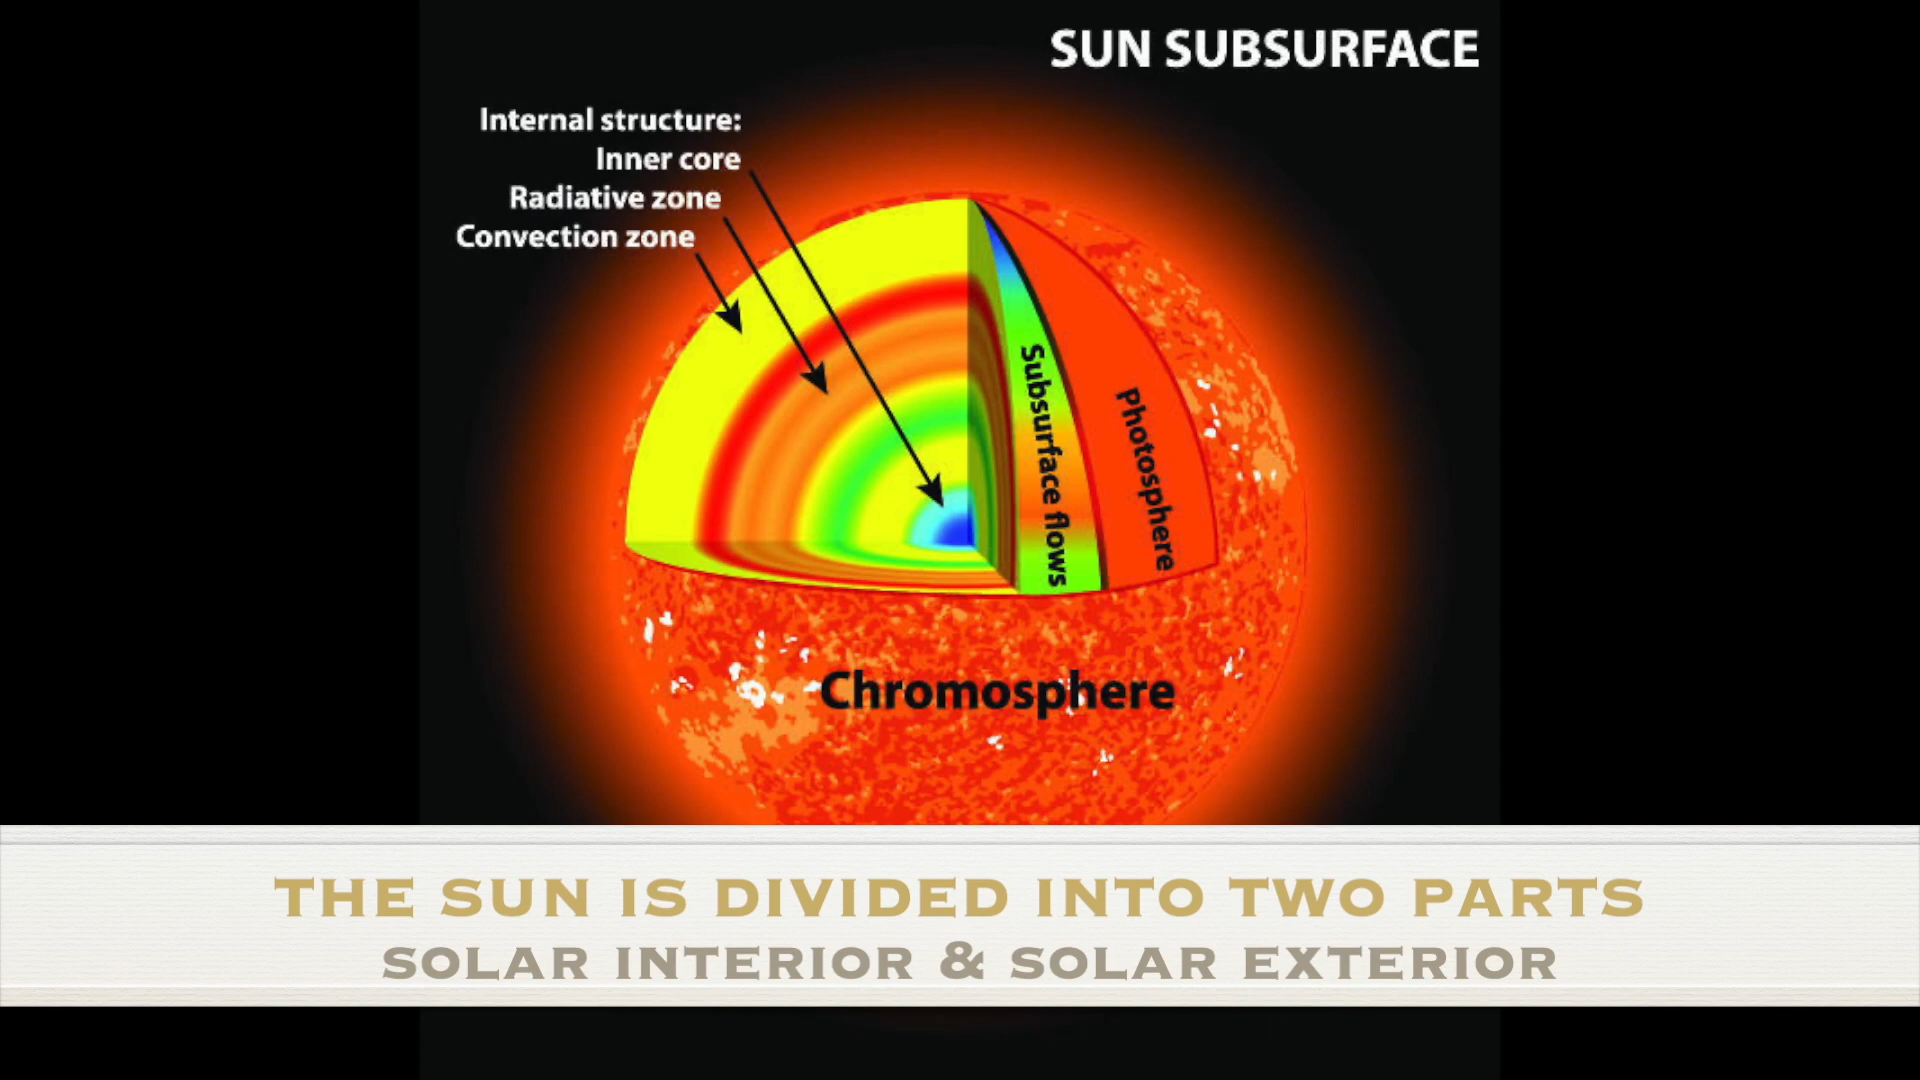 SUN SUBSURFACE
Internal structure:
Inner core
Radiative zone
Convection zone
Subsurface flows
Photosphere
Chromosphere
THE SUN IS DIVIDED INTO TWO PARTS
SOLAR INTERIOR & SOLAR EXTERIOR